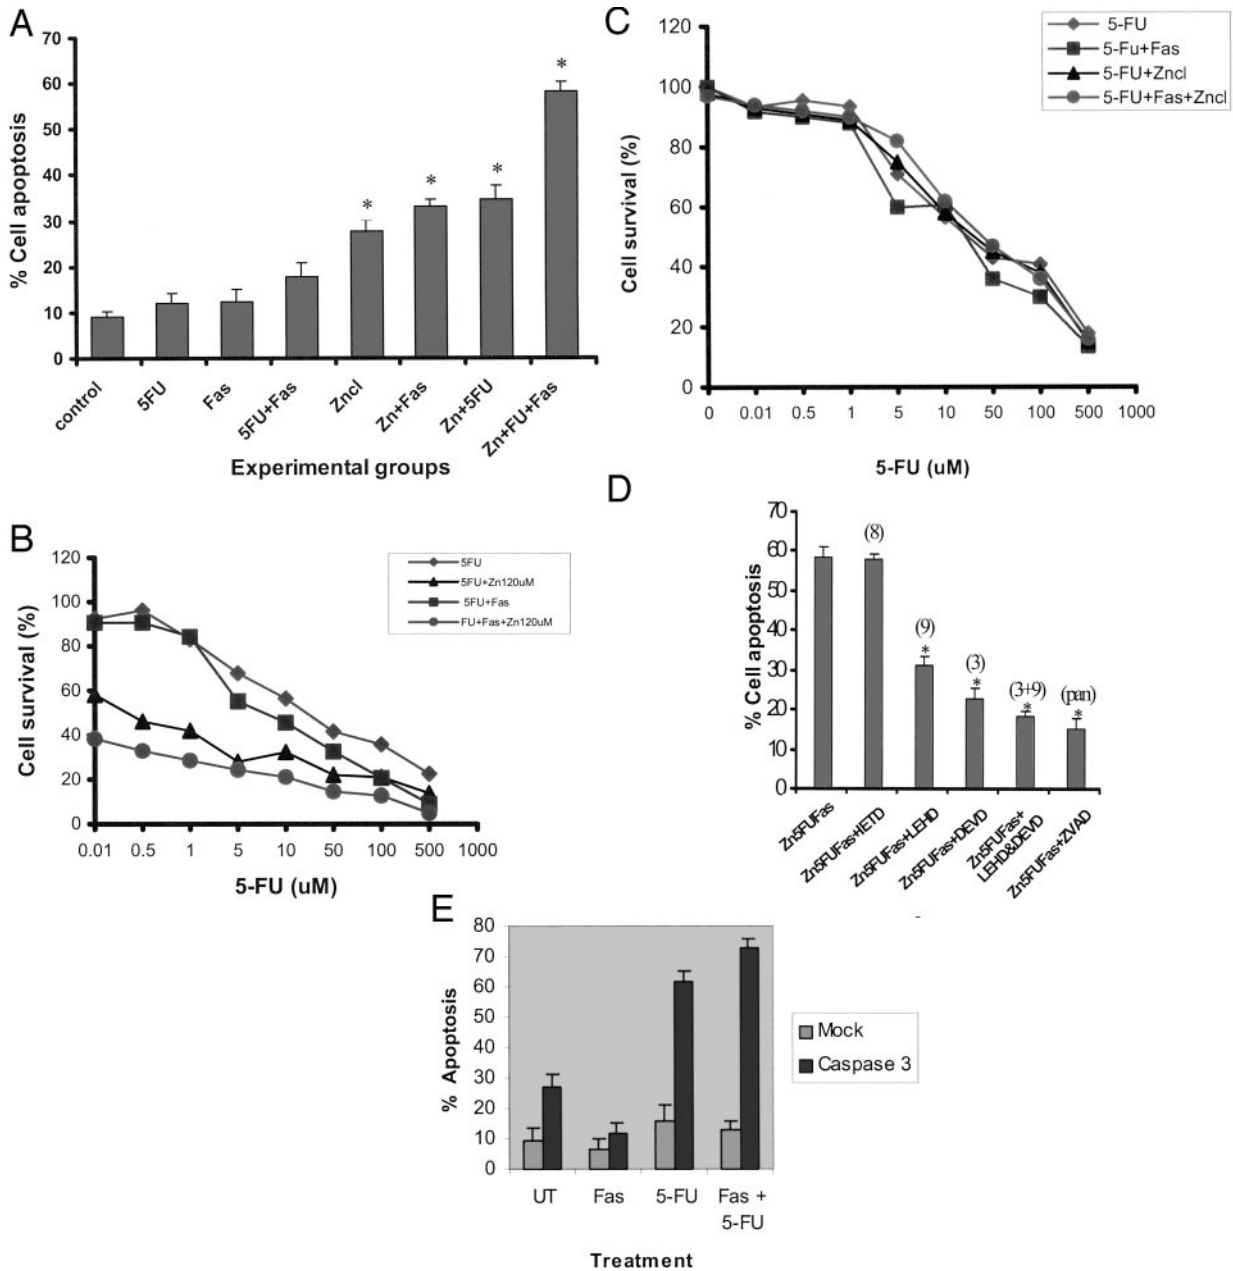 A
70
60
50
40
30
20
10
0
% Cell apoptosis
*
*
*
*
control
5FU
Fas
5FU+Fas
Zncl
Zn+Fas
Zn+5FU
Zn+FU+Fas
Experimental groups
C
120
100
80
60
40
20
0
Cell survival (%)
0 0.01 0.5 1 5 10 50 100 500 1000
5-FU (uM)
5-FU
5-Fu+Fas
5-FU+Zncl
5-FU+Fas+Zncl
B
120
100
80
60
40
20
0
Cell survival (%)
0.01 0.5 1 5 10 50 100 500 1000
5-FU (uM)
5FU
5FU+Zn120uM
5FU+Fas
FU+Fas+Zn120uM
D
70
60
50
40
30
20
10
0
% Cell apoptosis
(8)
(9)
*
(3)
*
(3+9)
*
(pan)
*
Zn5FUFas
Zn5FUFas+IETD
Zn5FUFas+LEHD
Zn5FUFas+DEVD
Zn5FUFas+
LEHD&DEVD
Zn5FUFas+ZVAD
E
80
70
60
50
40
30
20
10
0
% Apoptosis
UT Fas 5-FU Fas +
5-FU
Treatment
Mock
Caspase 3